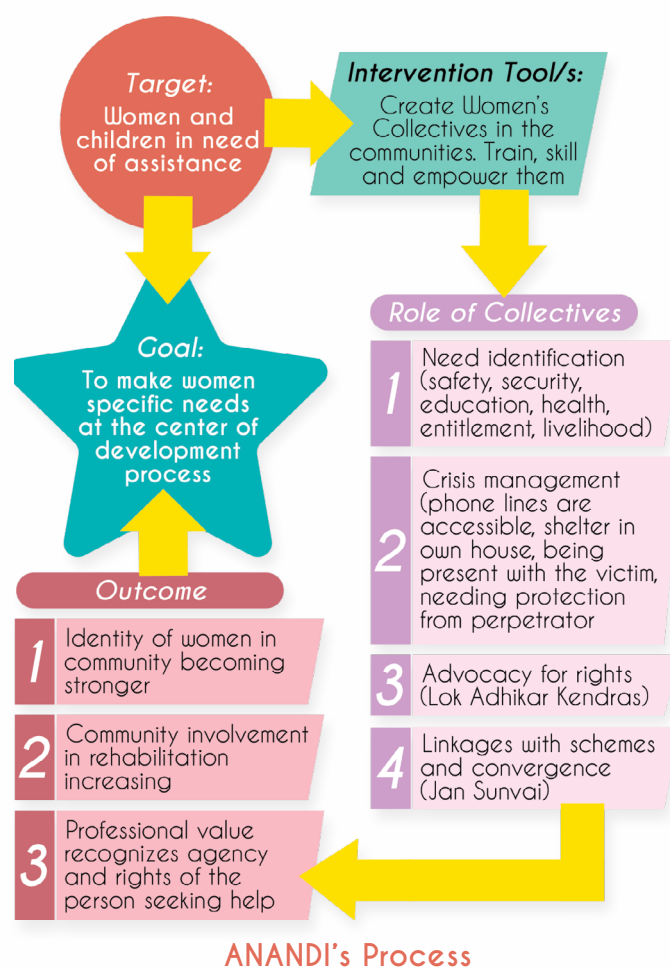 Target:
Women and
children in need
of assistance
Intervention Tool/s:
Create Women's
Collectives in the
communities. Train, skill
and empower them
Goal:
To make women
specific needs
at the center of
development
process
Role of Collectives
1
Need identification
(safety, security,
education, health,
entitlement, livelihood)
2
Crisis management
(phone lines are
accessible, shelter in
own house, being
present with the victim,
needing protection
from perpetrator
3
Advocacy for rights
(Lok Adhikar Kendras)
4
Linkages with schemes
and convergence
(Jan Sunvai)
Outcome
1
Identity of women in
community becoming
stronger
2
Community involvement
in rehabilitation
increasing
3
Professional value
recognizes agency
and rights of the
person seeking help
ANANDI's Process